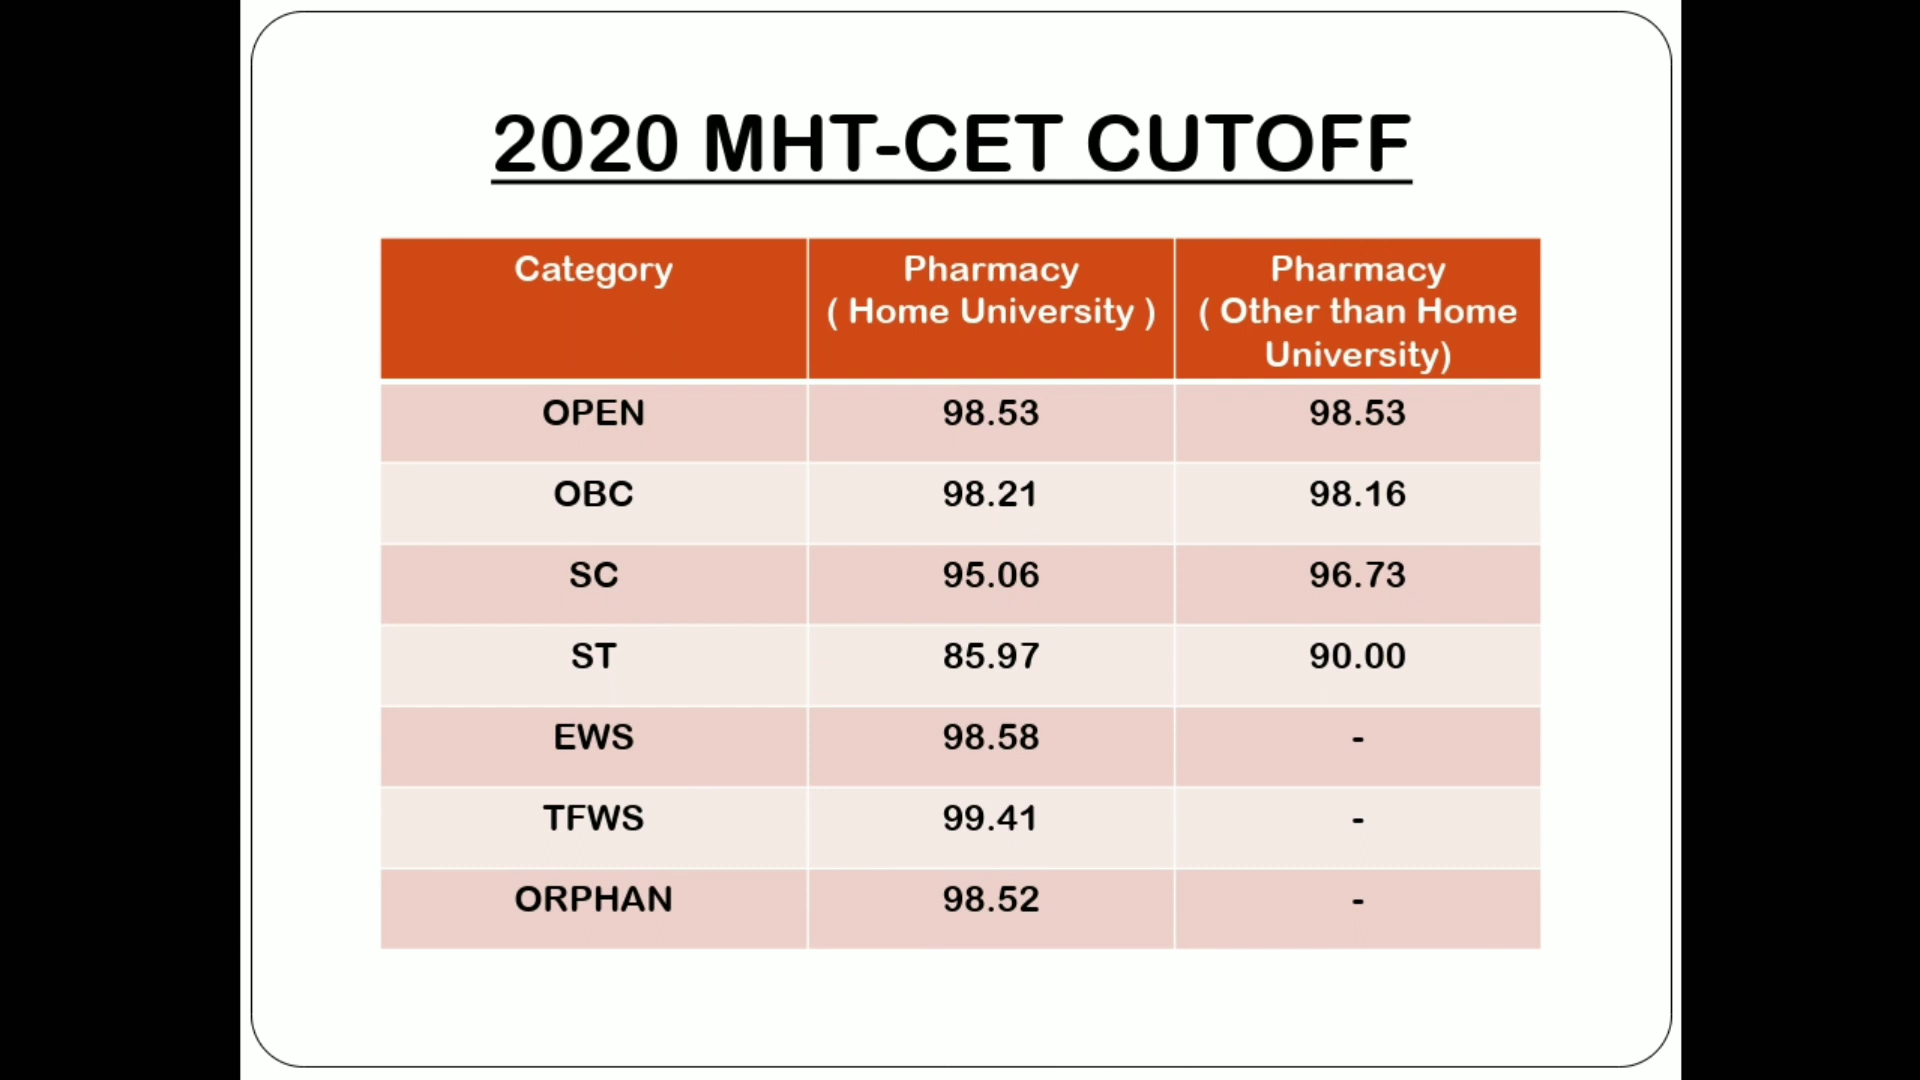 2020 MHT-CET CUTOFF
Category
Pharmacy
( Home University )
Pharmacy
( Other than Home
University)
OPEN 98.53 98.53
OBC 98.21 98.16
SC 95.06 96.73
ST 85.97 90.00
EWS 98.58 -
TFWS 99.41 -
ORPHAN 98.52 -